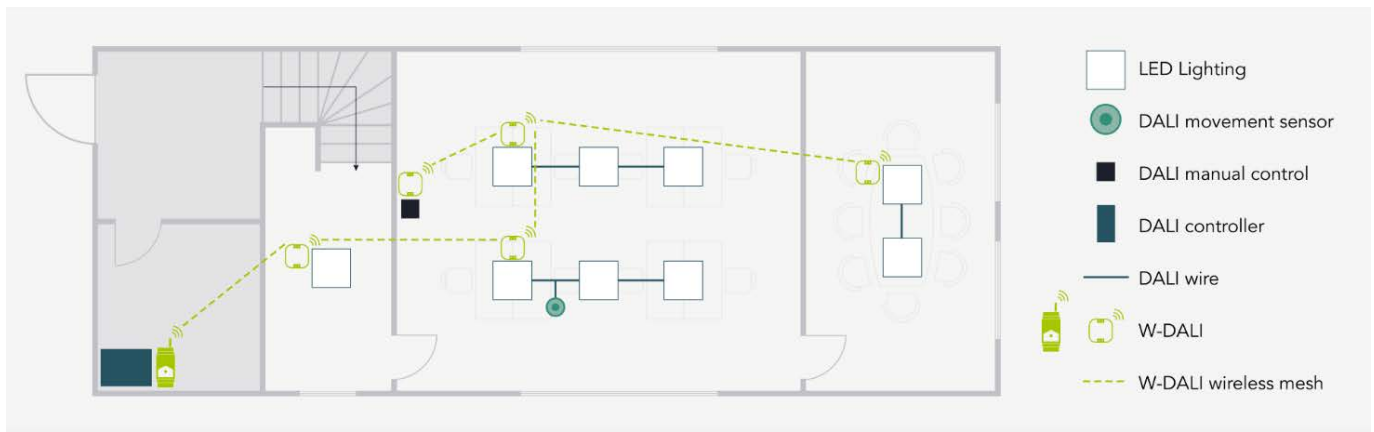 LED Lighting
DALI movement sensor
DALI manual control
DALI controller
DALI wire
W-DALI
W-DALI wireless mesh